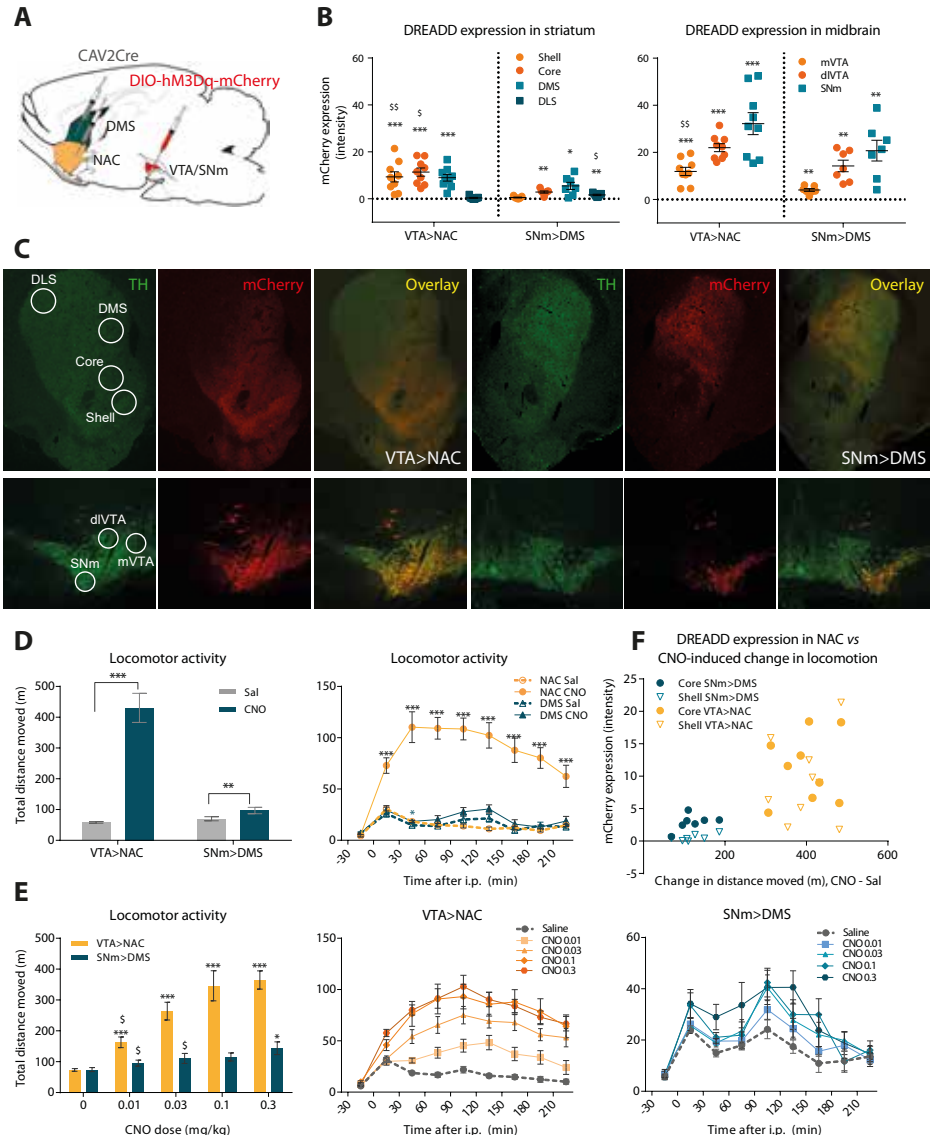 A
CAV2Cre
DIO-hM3Dq-mCherry
DMS
NAC
VTA/SNm
B
DREADD expression in striatum
mCherry expression
(intensity)
60
40
20
0
Shell
Core
DMS
DLS
$$
***
$
***
***
**
*
$
**
VTA>NAC
SNm>DMS
DREADD expression in midbrain
60
40
20
0
mVTA
dlVTA
SNm
$$
***
***
***
**
**
**
VTA>NAC
SNm>DMS
C
DLS
TH
DMS
Core
Shell
mCherry
Overlay
VTA>NAC
TH
mCherry
Overlay
SNm>DMS
dlVTA
SNm
mVTA
D
Locomotor activity
Total distance moved (m)
500
400
300
200
100
0
***
**
Sal
CNO
VTA>NAC
SNm>DMS
Locomotor activity
150
100
50
0
NAC Sal
NAC CNO
DMS Sal
DMS CNO
***
***
***
***
***
***
***
***
*
-30
0
30
60
90
120
150
180
210
Time after i.p. (min)
F
DREADD expression in NAC vs
CNO-induced change in locomotion
mCherry expression (intensity)
25
20
15
10
5
0
-5
Core SNm>DMS
Shell SNm>DMS
Core VTA>NAC
Shell VTA>NAC
200
400
600
Change in distance moved (m), CNO - Sal
E
Locomotor activity
Total distance moved (m)
500
400
300
200
100
0
VTA>NAC
SNm>DMS
$
***
$
***
$
***
***
*
0
0.01
0.03
0.1
0.3
CNO dose (mg/kg)
VTA>NAC
150
100
50
0
Saline
CNO 0.01
CNO 0.03
CNO 0.1
CNO 0.3
-30
0
30
60
90
120
150
180
210
Time after i.p. (min)
SNm>DMS
60
40
20
0
Saline
CNO 0.01
CNO 0.03
CNO 0.1
CNO 0.3
-30
0
30
60
90
120
150
180
210
Time after i.p. (min)